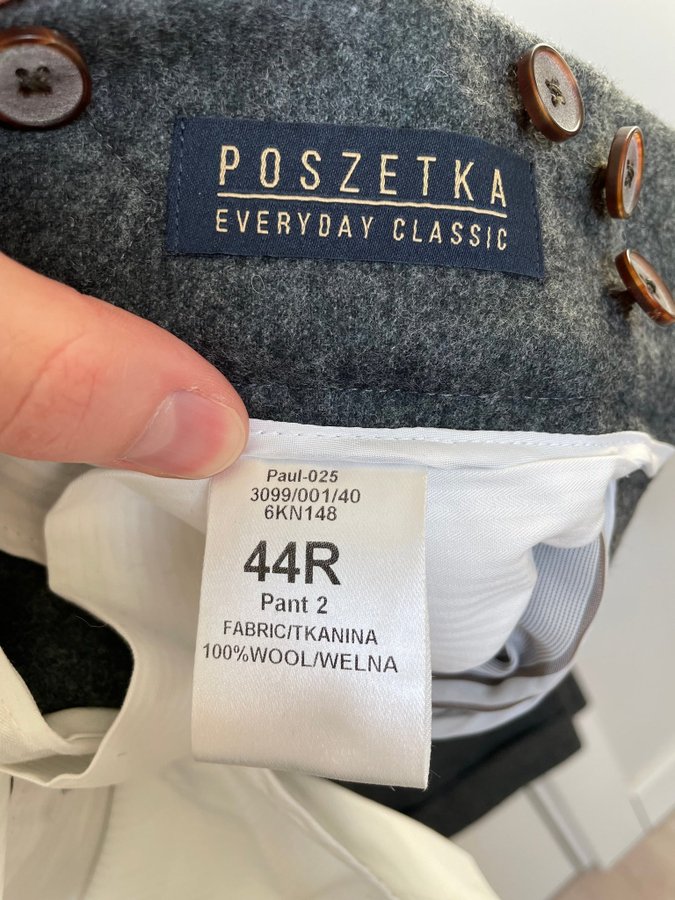 POSZETKA
EVERYDAY CLASSIC
Paul-025
3099/001/40
6KN148
44R
Pant 2
FABRIC/TKANINA
100%WOOL/WELNA